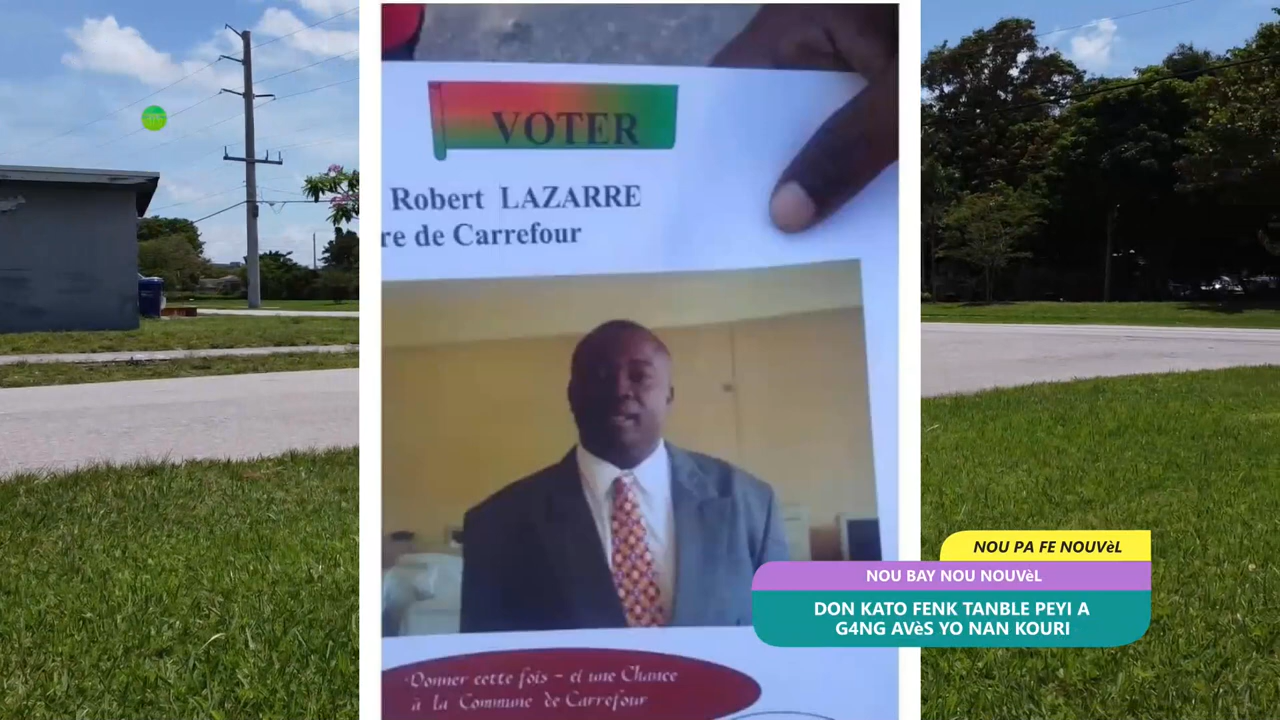 VOTER
Robert LAZARRE
re de Carrefour
Donner cette fois - ci une Chance
à la Commune de Carrefour
NOU PA FE NOUVèL
NOU BAY NOU NOUVèL
DON KATO FENK TANBLE PEYI A
G4NG AVèS YO NAN KOURI